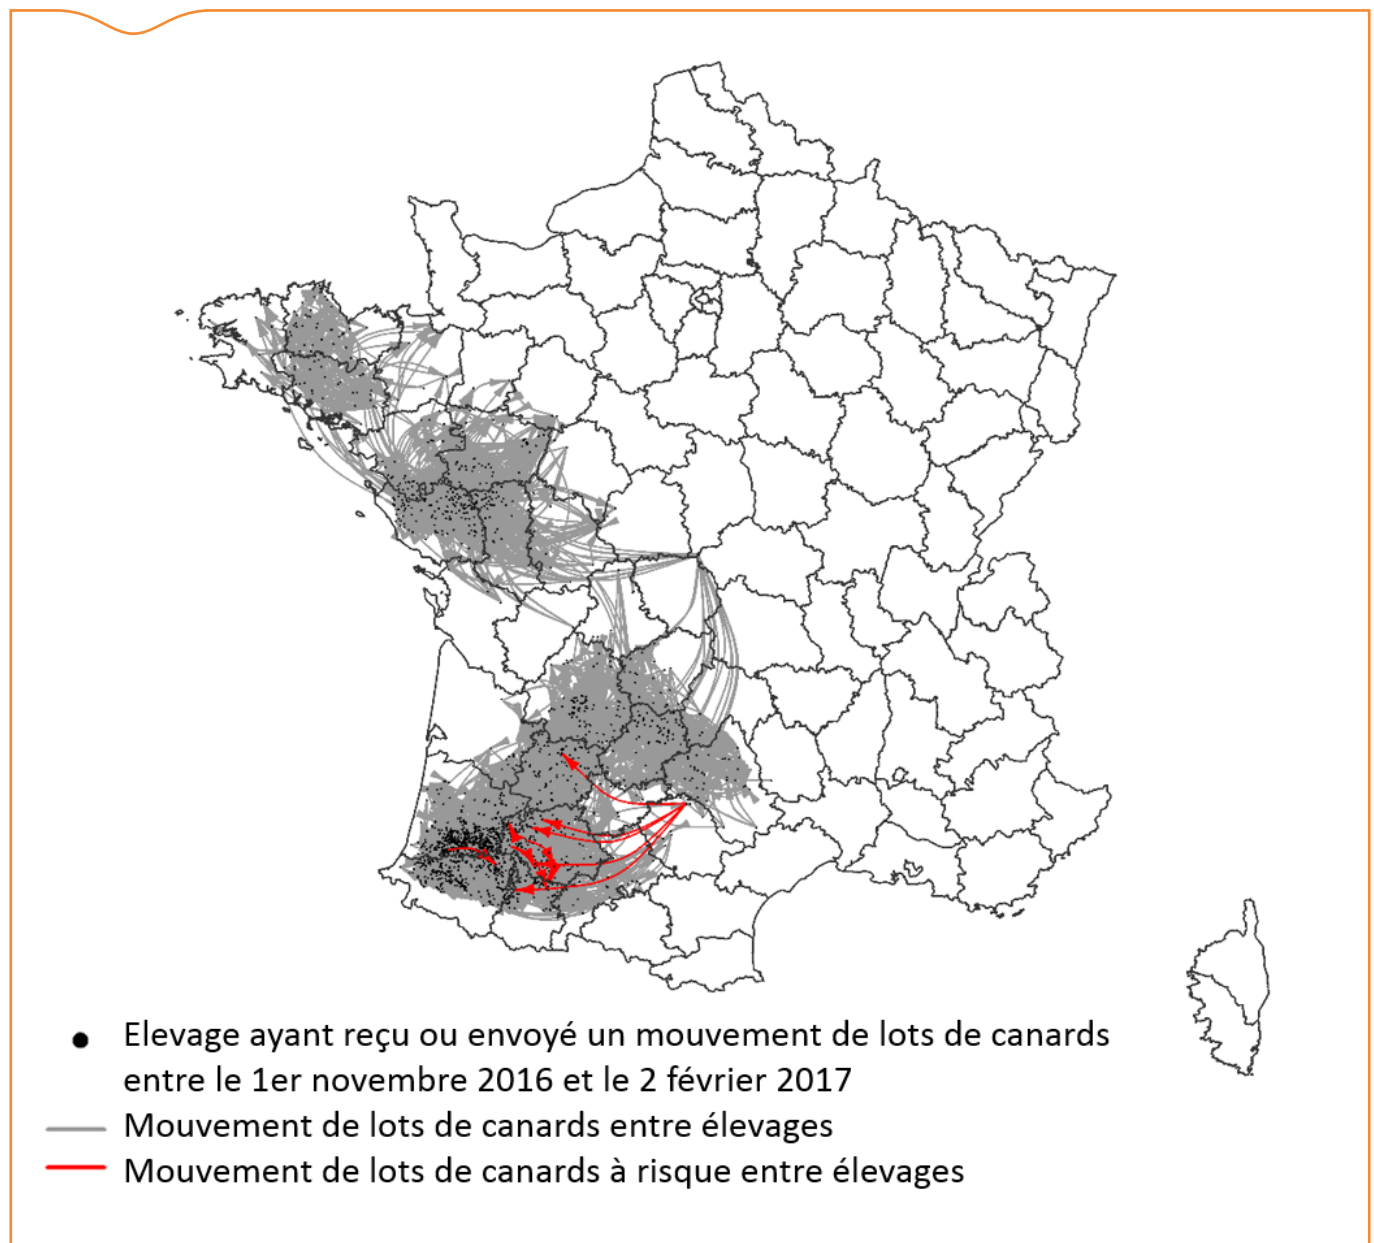 Elevage ayant reçu ou envoyé un mouvement de lots de canards
entre le 1er novembre 2016 et le 2 février 2017
Mouvement de lots de canards entre élevages
Mouvement de lots de canards à risque entre élevages